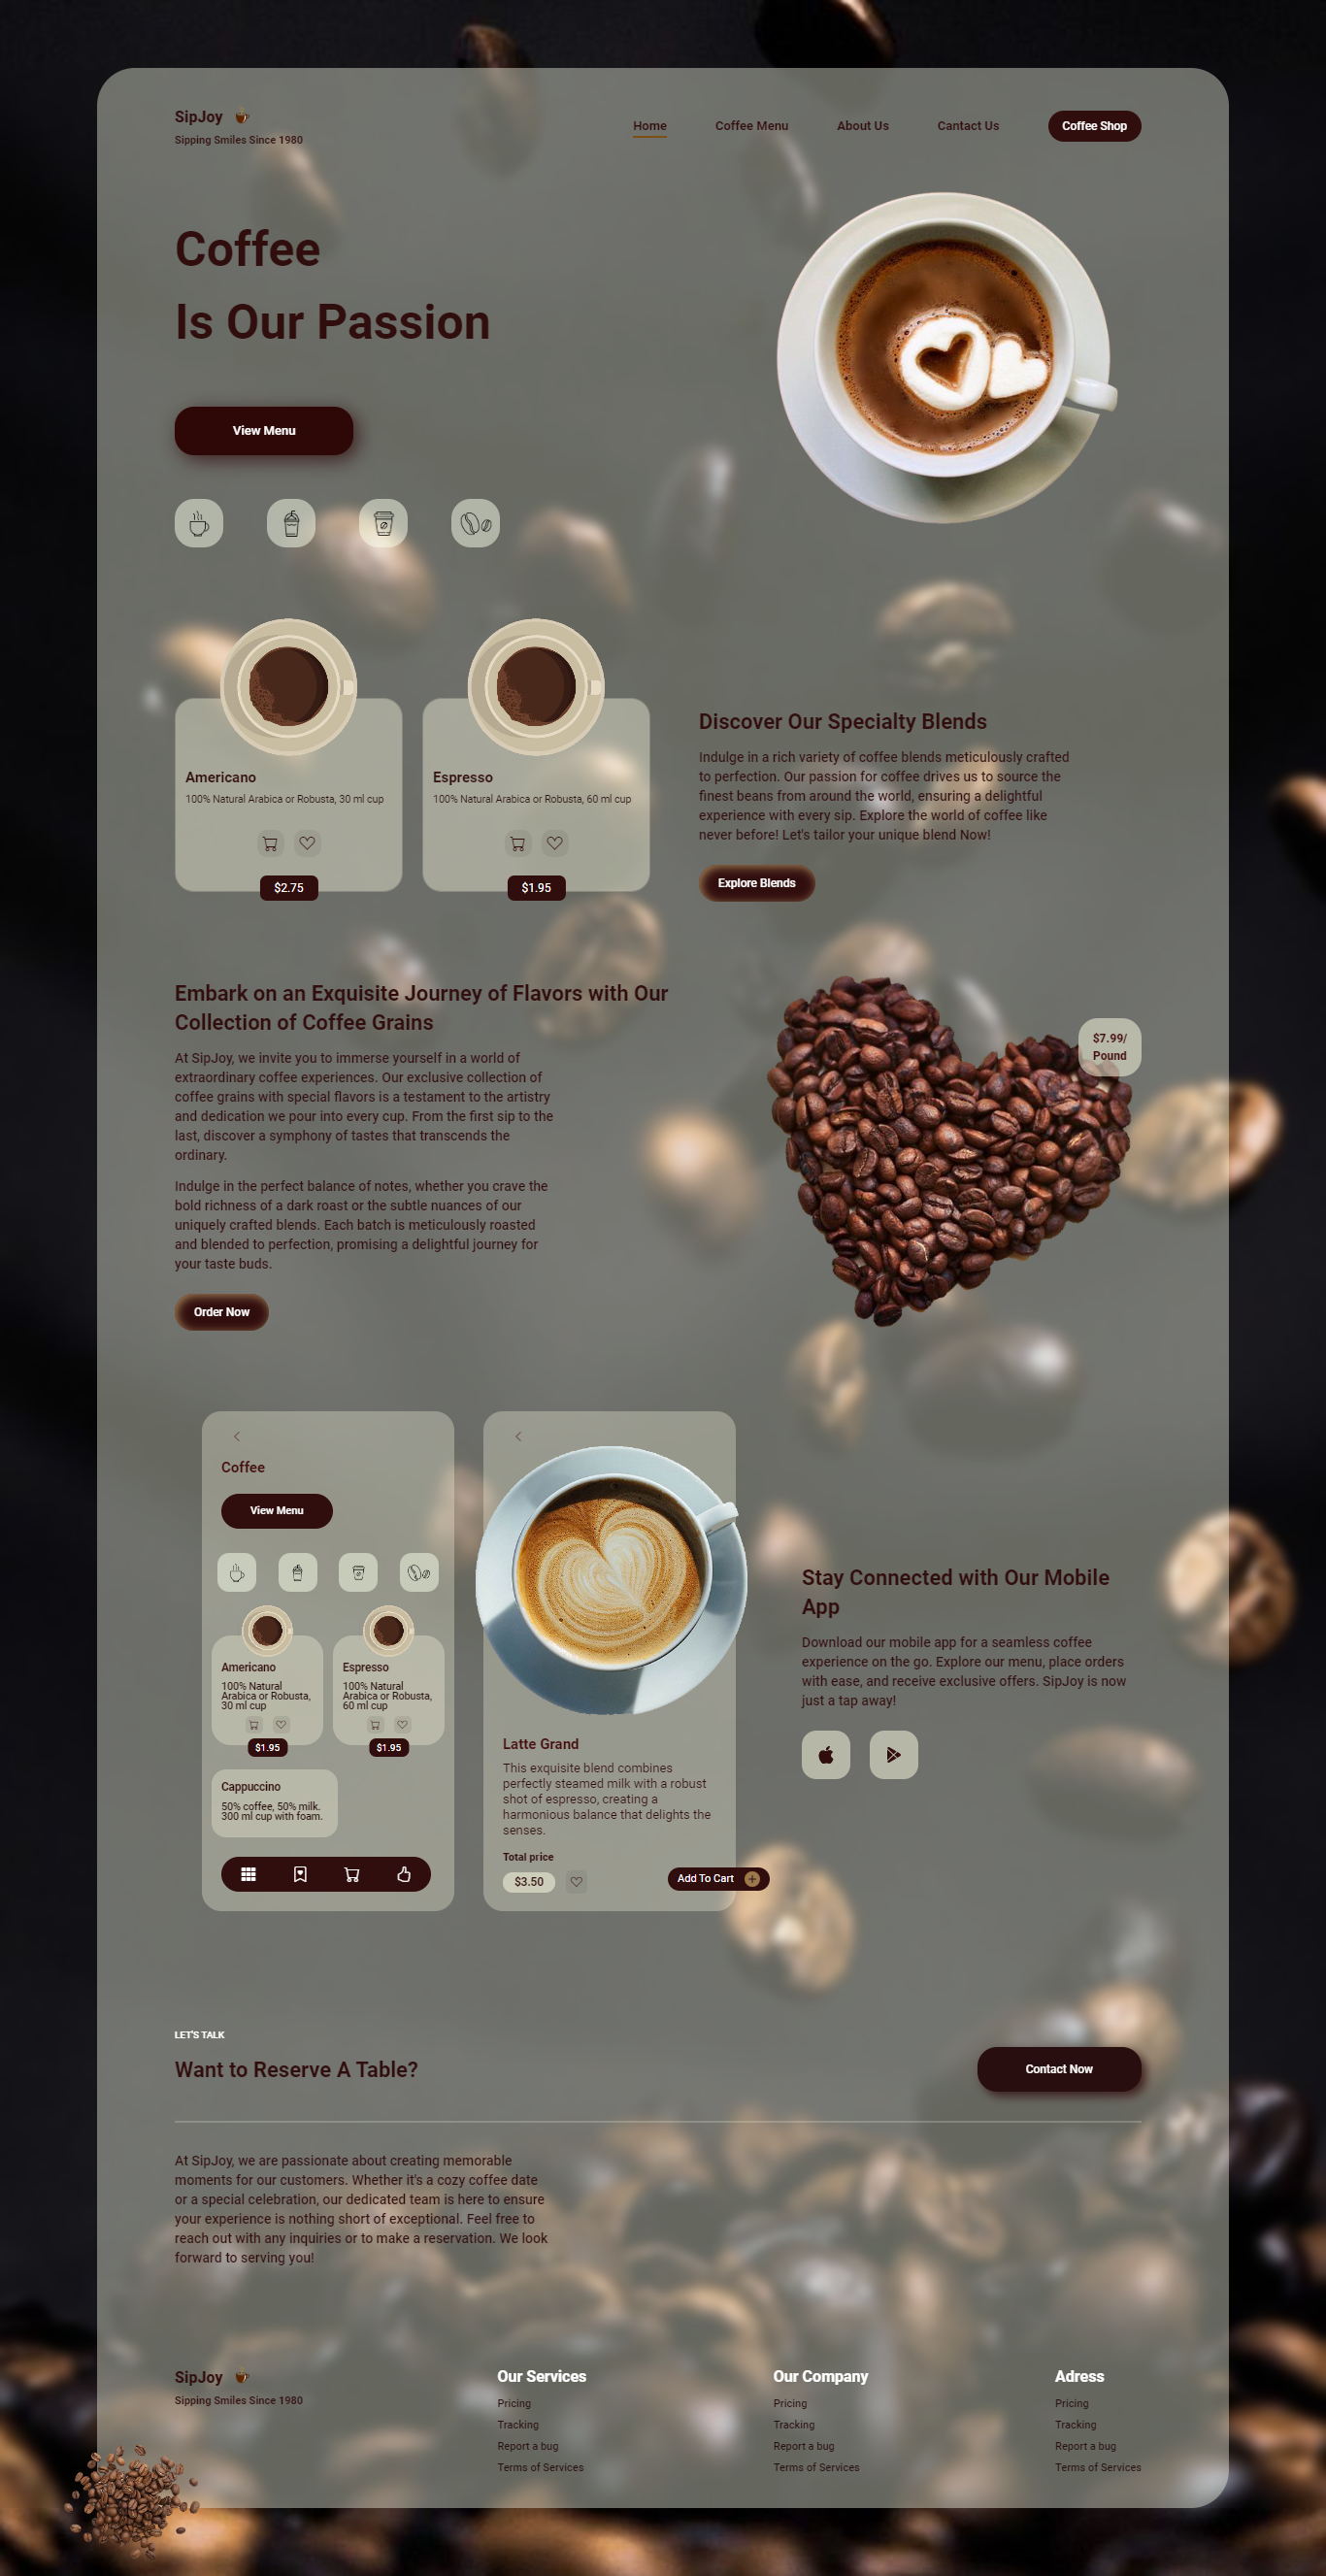 SipJoy
Sipping Smiles Since 1980
Home
Coffee Menu
About Us
Cantact Us
Coffee Shop
Coffee
Is Our Passion
View Menu
Americano
100% Natural Arabica or Robusta, 30 ml cup
$2.75
Espresso
100% Natural Arabica or Robusta, 60 ml cup
$1.95
Discover Our Specialty Blends
Indulge in a rich variety of coffee blends meticulously crafted
to perfection. Our passion for coffee drives us to source the
finest beans from around the world, ensuring a delightful
experience with every sip. Explore the world of coffee like
never before! Let's tailor your unique blend Now!
Explore Blends
Embark on an Exquisite Journey of Flavors with Our
Collection of Coffee Grains
At SipJoy, we invite you to immerse yourself in a world of
extraordinary coffee experiences. Our exclusive collection of
coffee grains with special flavors is a testament to the artistry
and dedication we pour into every cup. From the first sip to the
last, discover a symphony of tastes that transcends the
ordinary.
Indulge in the perfect balance of notes, whether you crave the
bold richness of a dark roast or the subtle nuances of our
uniquely crafted blends. Each batch is meticulously roasted
and blended to perfection, promising a delightful journey for
your taste buds.
Order Now
$7.99/
Pound
Coffee
View Menu
Americano
100% Natural
Arabica or Robusta,
30 ml cup
$1.95
Espresso
100% Natural
Arabica or Robusta,
60 ml cup
$1.95
Cappuccino
50% coffee, 50% milk.
300 ml cup with foam.
Latte Grand
This exquisite blend combines
perfectly steamed milk with a robust
shot of espresso, creating a
harmonious balance that delights the
senses.
Total price
$3.50
Add To Cart
Stay Connected with Our Mobile
App
Download our mobile app for a seamless coffee
experience on the go. Explore our menu, place orders
with ease, and receive exclusive offers. SipJoy is now
just a tap away!
LET'S TALK
Want to Reserve A Table?
Contact Now
At SipJoy, we are passionate about creating memorable
moments for our customers. Whether it's a cozy coffee date
or a special celebration, our dedicated team is here to ensure
your experience is nothing short of exceptional. Feel free to
reach out with any inquiries or to make a reservation. We look
forward to serving you!
SipJoy
Sipping Smiles Since 1980
Our Services
Pricing
Tracking
Report a bug
Terms of Services
Our Company
Pricing
Tracking
Report a bug
Terms of Services
Adress
Pricing
Tracking
Report a bug
Terms of Services